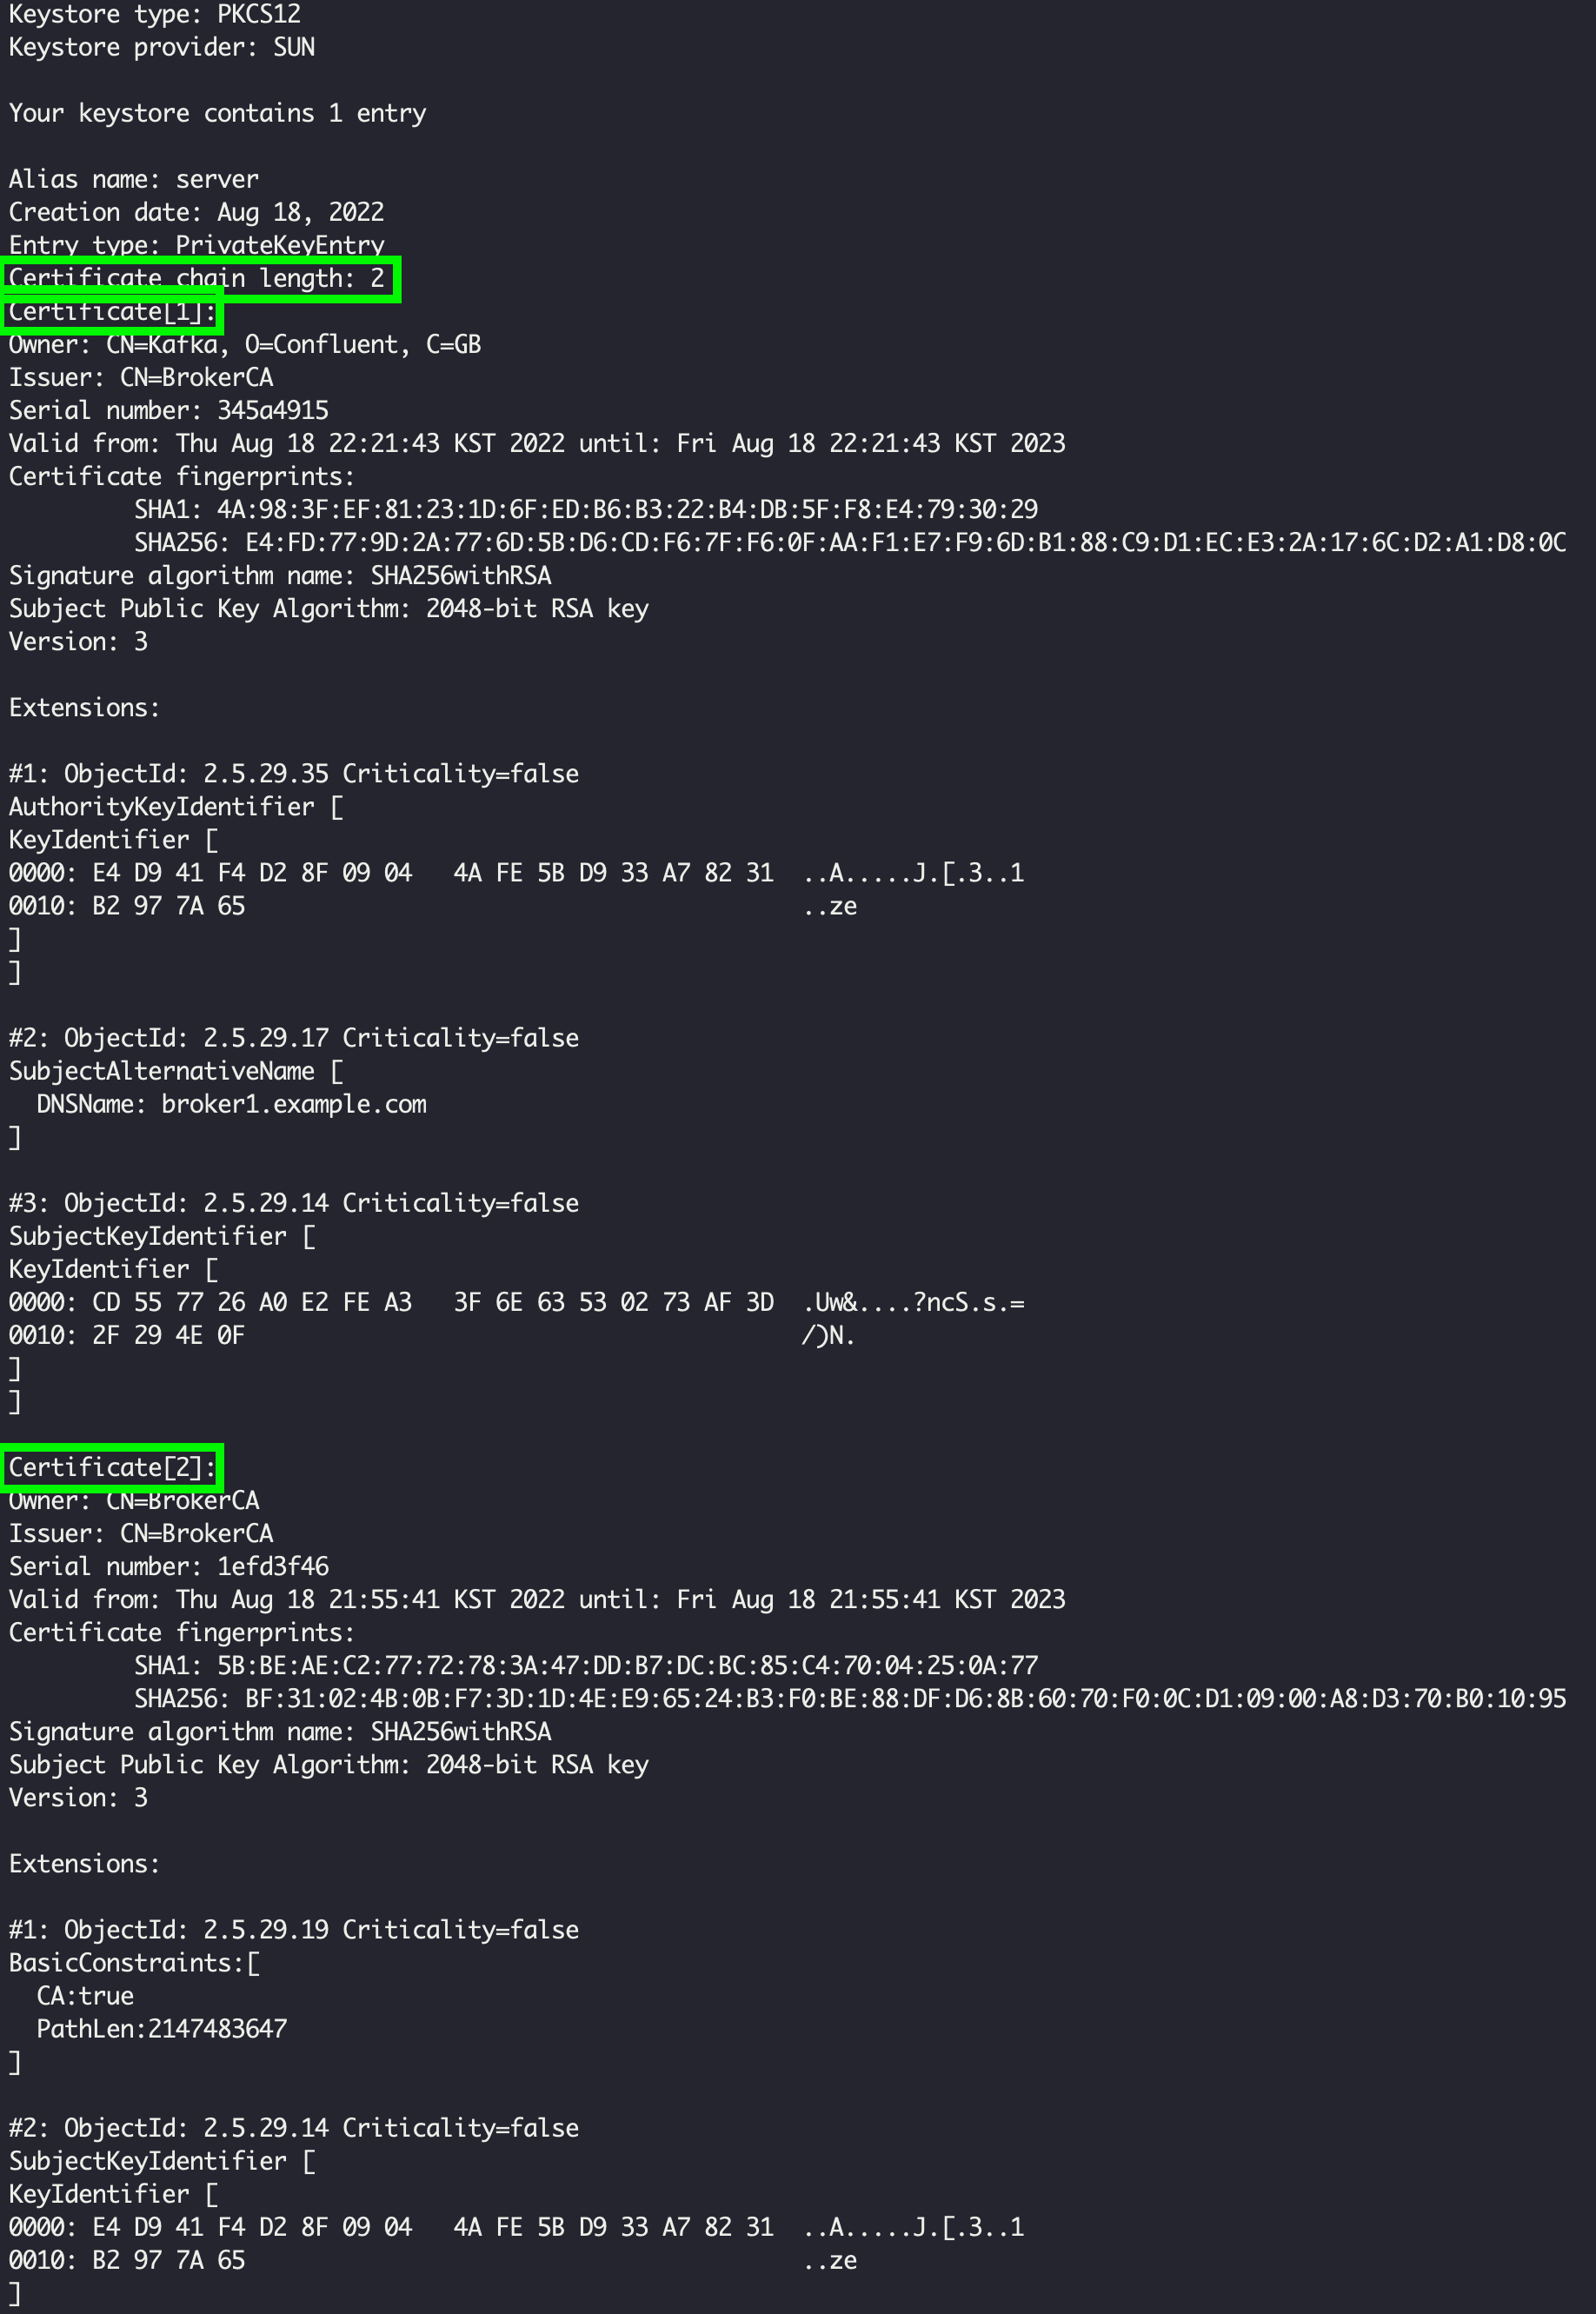 Keystore type: PKCS12
Keystore provider: SUN
Your keystore contains 1 entry
Alias name: server
Creation date: Aug 18, 2022
Entry type: PrivateKeyEntry
Certificate chain length: 2
Certificate[1]:
Owner: CN=Kafka, O=Confluent, C=GB
Issuer: CN=BrokerCA
Serial number: 345a4915
Valid from: Thu Aug 18 22:21:43 KST 2022 until: Fri Aug 18 22:21:43 KST 2023
Certificate fingerprints:
SHA1: 4A:98:3F:EF:81:23:1D:6F:ED:B6:B3:22:B4:DB:5F:F8:E4:79:30:29
SHA256: E4:FD:77:9D:2A:77:6D:5B:D6:CD:F6:7F:F6:0F:AA:F1:E7:F9:6D:B1:88:C9:D1:EC:E3:2A:17:6C:D2:A1:D8:0C
Signature algorithm name: SHA256withRSA
Subject Public Key Algorithm: 2048-bit RSA key
Version: 3
Extensions:
#1: ObjectId: 2.5.29.35 Criticality=false
AuthorityKeyIdentifier [
KeyIdentifier [
0000: E4 D9 41 F4 D2 8F 09 04   4A FE 5B D9 33 A7 82 31  ..A.....J.[.3..1
0010: B2 97 7A 65                                        ..ze
]
]
#2: ObjectId: 2.5.29.17 Criticality=false
SubjectAlternativeName [
DNSName: broker1.example.com
]
#3: ObjectId: 2.5.29.14 Criticality=false
SubjectKeyIdentifier [
KeyIdentifier [
0000: CD 55 77 26 A0 E2 FE A3   3F 6E 63 53 02 73 AF 3D  .Uw&....?ncS.s.=
0010: 2F 29 4E 0F                                        /)N.
]
]
Certificate[2]:
Owner: CN=BrokerCA
Issuer: CN=BrokerCA
Serial number: 1efd3f46
Valid from: Thu Aug 18 21:55:41 KST 2022 until: Fri Aug 18 21:55:41 KST 2023
Certificate fingerprints:
SHA1: 5B:BE:AE:C2:77:72:78:3A:47:DD:B7:DC:BC:85:C4:70:04:25:0A:77
SHA256: BF:31:02:4B:0B:F7:3D:1D:4E:E9:65:24:B3:F0:BE:88:DF:D6:8B:60:70:F0:0C:D1:09:00:A8:D3:70:B0:10:95
Signature algorithm name: SHA256withRSA
Subject Public Key Algorithm: 2048-bit RSA key
Version: 3
Extensions:
#1: ObjectId: 2.5.29.19 Criticality=false
BasicConstraints:[
CA:true
PathLen:2147483647
]
#2: ObjectId: 2.5.29.14 Criticality=false
SubjectKeyIdentifier [
KeyIdentifier [
0000: E4 D9 41 F4 D2 8F 09 04   4A FE 5B D9 33 A7 82 31  ..A.....J.[.3..1
0010: B2 97 7A 65                                        ..ze
]